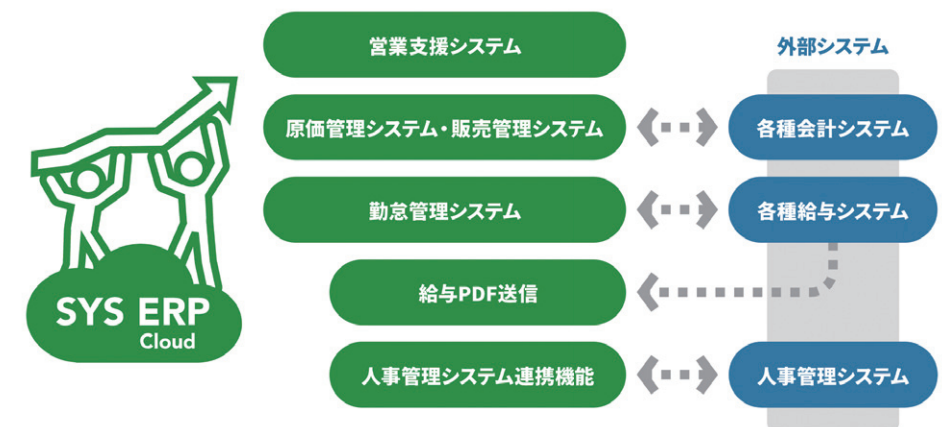 営業支援システム
外部システム
原価管理システム・販売管理システム
各種会計システム
勤怠管理システム
各種給与システム
給与PDF送信
人事管理システム連携機能
人事管理システム
SYS ERP
Cloud